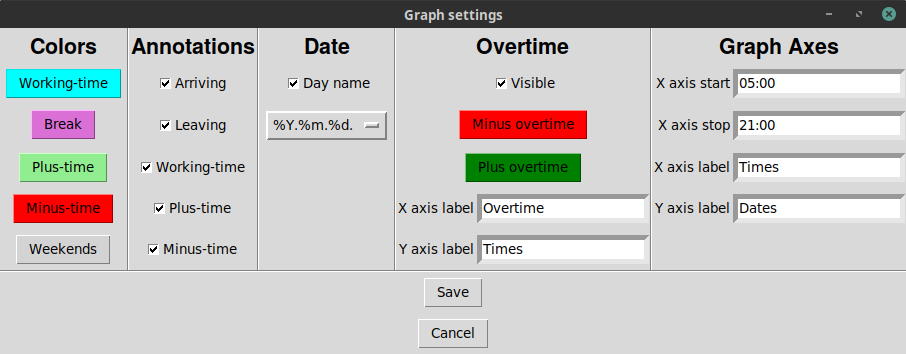 Graph settings
Colors
Working-time
Break
Plus-time
Minus-time
Weekends
Annotations
Arriving
Leaving
Working-time
Plus-time
Minus-time
Date
Day name
%Y.%m.%d.
Overtime
Visible
Minus overtime
Plus overtime
X axis label Overtime
Y axis label Times
Graph Axes
X axis start 05:00
X axis stop 21:00
X axis label Times
Y axis label Dates
Save
Cancel